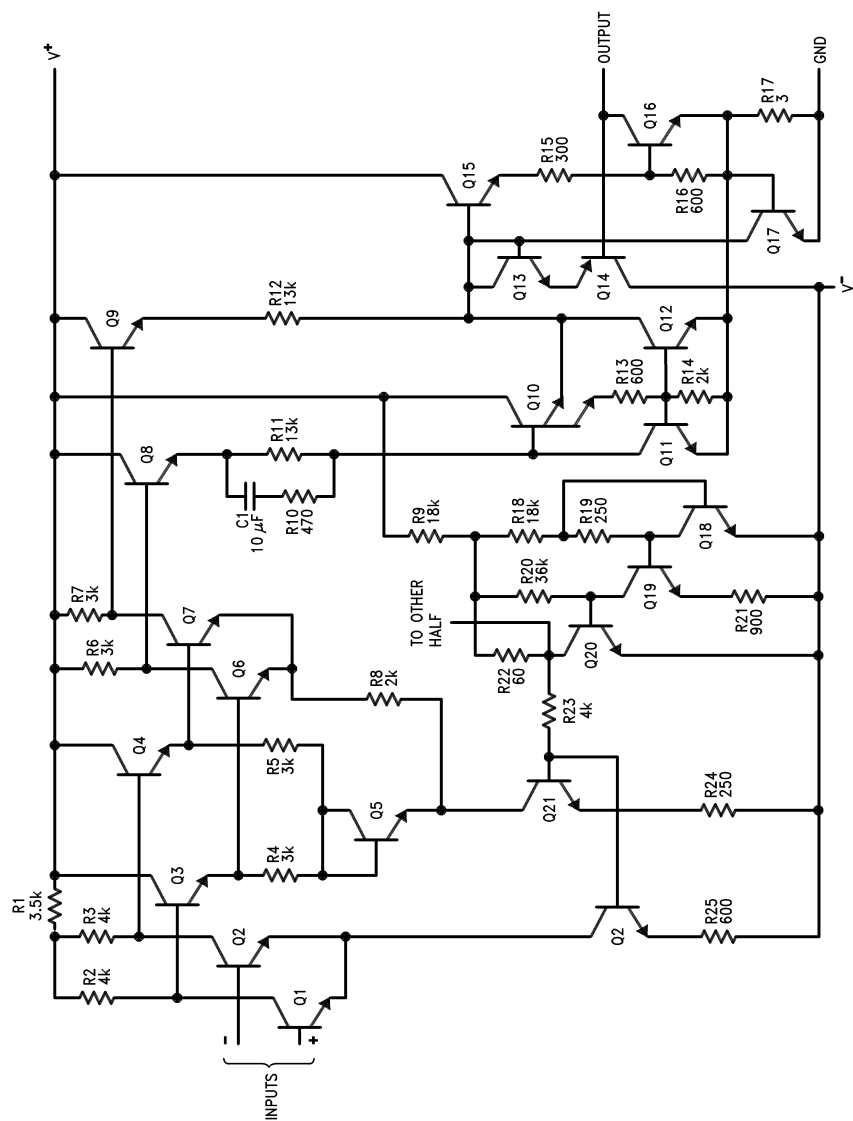 V+
R1
3.5k
R2
4k
R3
4k
R6
3k
R7
3k
Q9
Q4
Q3
Q8
Q7
Q2
Q1
Q6
-
+
INPUTS
R4
3k
R5
3k
C1
10 μF
R10
470
R11
13k
R12
13k
Q5
R8
2k
TO OTHER
HALF
R9
18k
Q10
Q13
Q15
R15
300
Q14
OUTPUT
Q16
R22
60
R20
36k
R18
18k
R19
250
R13
600
Q12
Q11
R14
2k
R16
600
R17
3
Q21
R23
4k
Q20
Q19
Q18
Q17
Q2
R25
600
R24
250
R21
900
V-
GND